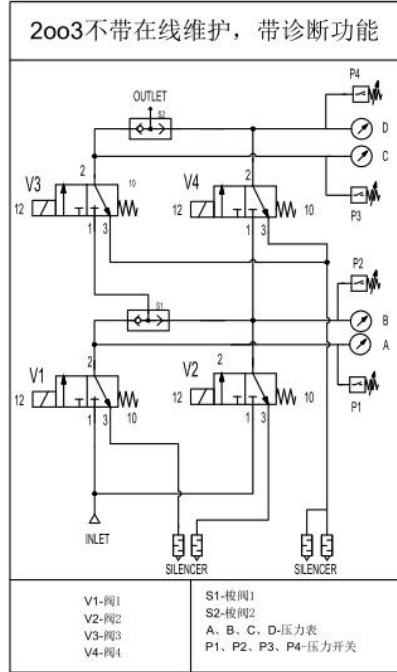 2oo3不带在线维护，带诊断功能
P4
OUTLET
S2
D
C
2
2
V3
10
V4
12
12
10
1
3
1
3
P3
P2
S1
B
A
2
2
V1
V2
12
10
12
10
1
3
1
3
P1
INLET
SILENCER
SILENCER
V1-阀1
V2-阀2
V3-阀3
V4-阀4
S1-梭阀1
S2-梭阀2
A、B、C、D-压力表
P1、P2、P3、P4-压力开关